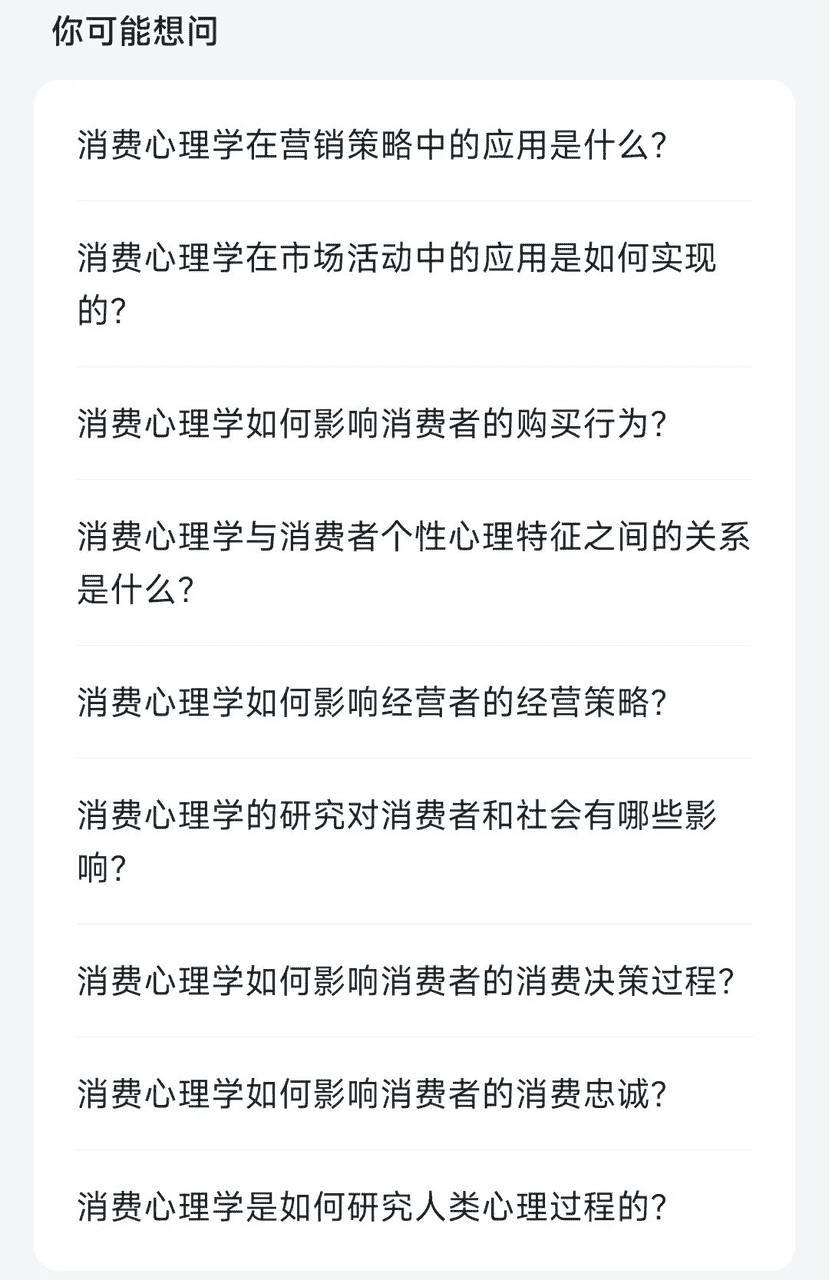 你可能想问
消费心理学在营销策略中的应用是什么?
消费心理学在市场活动中的应用是如何实现
的?
消费心理学如何影响消费者的购买行为?
消费心理学与消费者个性心理特征之间的关系
是什么?
消费心理学如何影响经营者的经营策略?
消费心理学的研究对消费者和社会有哪些影
响?
消费心理学如何影响消费者的消费决策过程?
消费心理学如何影响消费者的消费忠诚?
消费心理学是如何研究人类心理过程的?